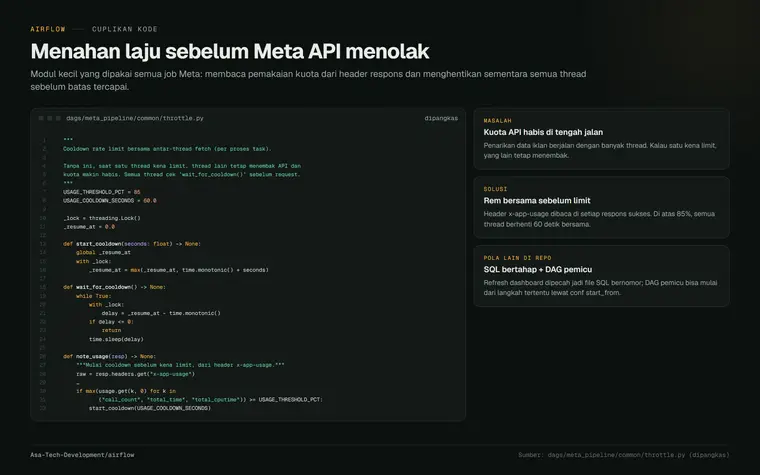 AIRFLOW — CUPLIKAN KODE
Menahan laju sebelum Meta API menolak
Modul kecil yang dipakai semua job Meta: membaca pemakaian kuota dari header respons dan menghentikan sementara semua thread
sebelum batas tercapai.
dags/meta_pipeline/common/throttle.py dipangkas
1 """
2 Cooldown rate limit bersama antar-thread fetch (per proses task).
3
4 Tanpa ini, saat satu thread kena limit, thread lain tetap menembak API dan
5 kuota makin habis. Semua thread cek `wait_for_cooldown()` sebelum request.
6 """
7 USAGE_THRESHOLD_PCT = 85
8 USAGE_COOLDOWN_SECONDS = 60.0
9
10 _lock = threading.Lock()
11 _resume_at = 0.0
12
13 def start_cooldown(seconds: float) -> None:
14 global _resume_at
15 with _lock:
16 _resume_at = max(_resume_at, time.monotonic() + seconds)
17
18 def wait_for_cooldown() -> None:
19 while True:
20 with _lock:
21 delay = _resume_at - time.monotonic()
22 if delay <= 0:
23 return
24 time.sleep(delay)
25
26 def note_usage(resp) -> None:
27 """Mulai cooldown sebelum kena limit, dari header x-app-usage."""
28 raw = resp.headers.get("x-app-usage")
29 …
30 if max(usage.get(k, 0) for k in
31 ("call_count", "total_time", "total_cputime")) >= USAGE_THRESHOLD_PCT:
32 start_cooldown(USAGE_COOLDOWN_SECONDS)
MASALAH
Kuota API habis di tengah jalan
Penarikan data iklan berjalan dengan banyak thread. Kalau satu kena limit,
yang lain tetap menembak.
SOLUSI
Rem bersama sebelum limit
Header x-app-usage dibaca di setiap respons sukses. Di atas 85%, semua
thread berhenti 60 detik bersama.
POLA LAIN DI REPO
SQL bertahap + DAG pemicu
Refresh dashboard dipecah jadi file SQL bernomor; DAG pemicu bisa mulai
dari langkah tertentu lewat conf start_from.
Asa-Tech-Development/airflow
Sumber: dags/meta_pipeline/common/throttle.py (dipangkas)